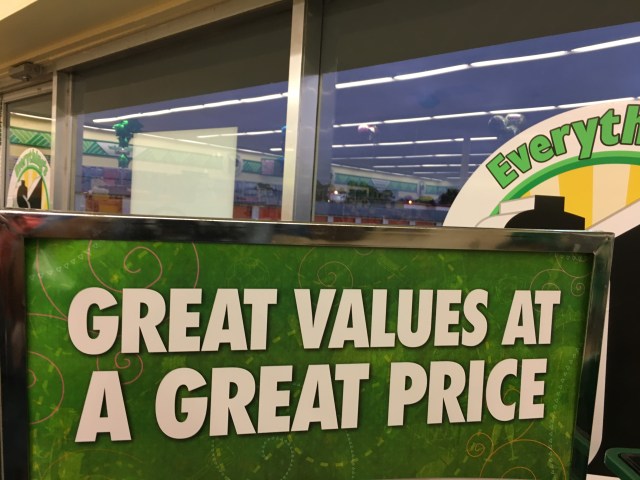 Everyth
GREAT VALUES AT
A GREAT PRICE